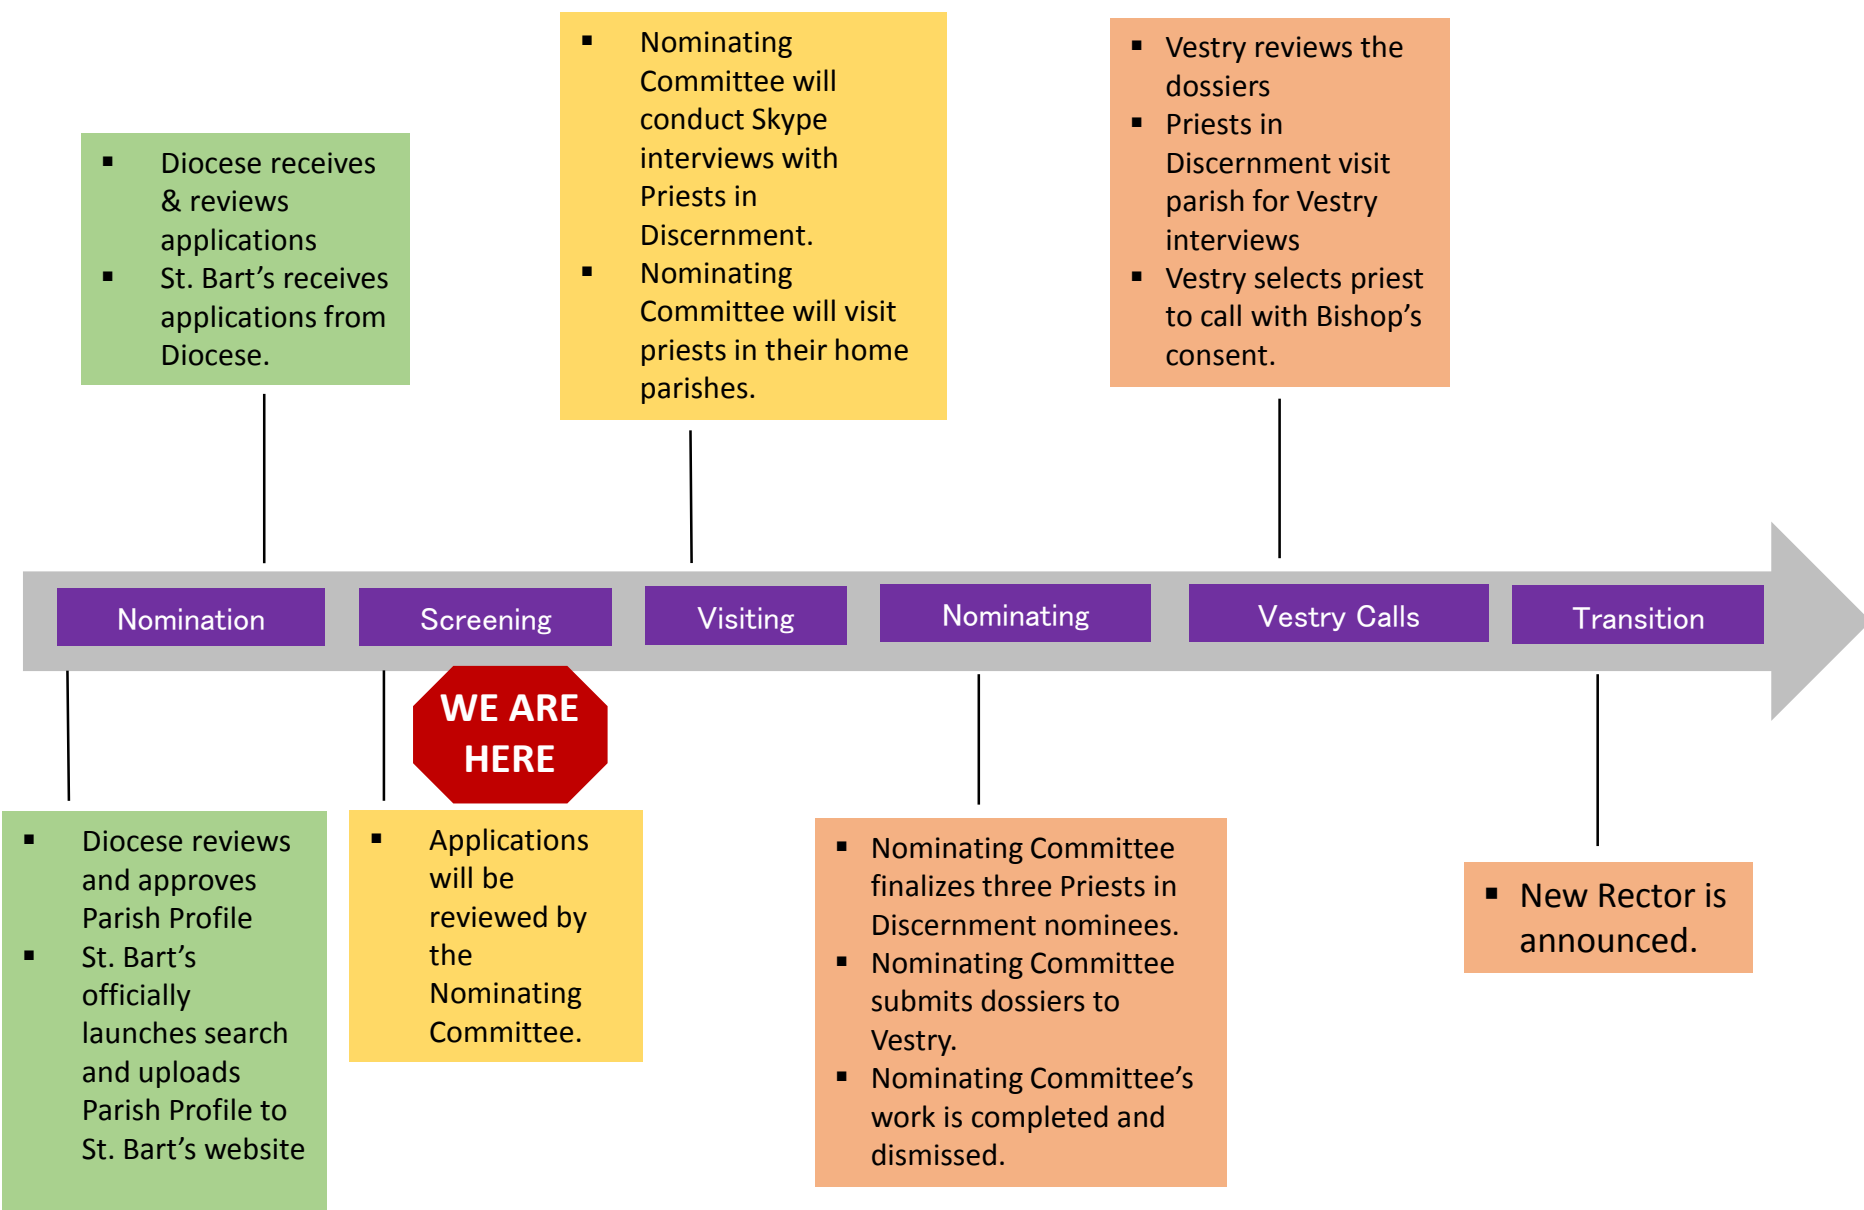 ▪ Diocese receives
& reviews
applications
▪ St. Bart’s receives
applications from
Diocese.
▪ Nominating
Committee will
conduct Skype
interviews with
Priests in
Discernment.
▪ Nominating
Committee will visit
priests in their home
parishes.
▪ Vestry reviews the
dossiers
▪ Priests in
Discernment visit
parish for Vestry
interviews
▪ Vestry selects priest
to call with Bishop’s
consent.
Nomination
Screening
Visiting
Nominating
Vestry Calls
Transition
WE ARE
HERE
▪ Diocese reviews
and approves
Parish Profile
▪ St. Bart’s
officially
launches search
and uploads
Parish Profile to
St. Bart’s website
▪ Applications
will be
reviewed by
the
Nominating
Committee.
▪ Nominating Committee
finalizes three Priests in
Discernment nominees.
▪ Nominating Committee
submits dossiers to
Vestry.
▪ Nominating Committee’s
work is completed and
dismissed.
▪ New Rector is
announced.